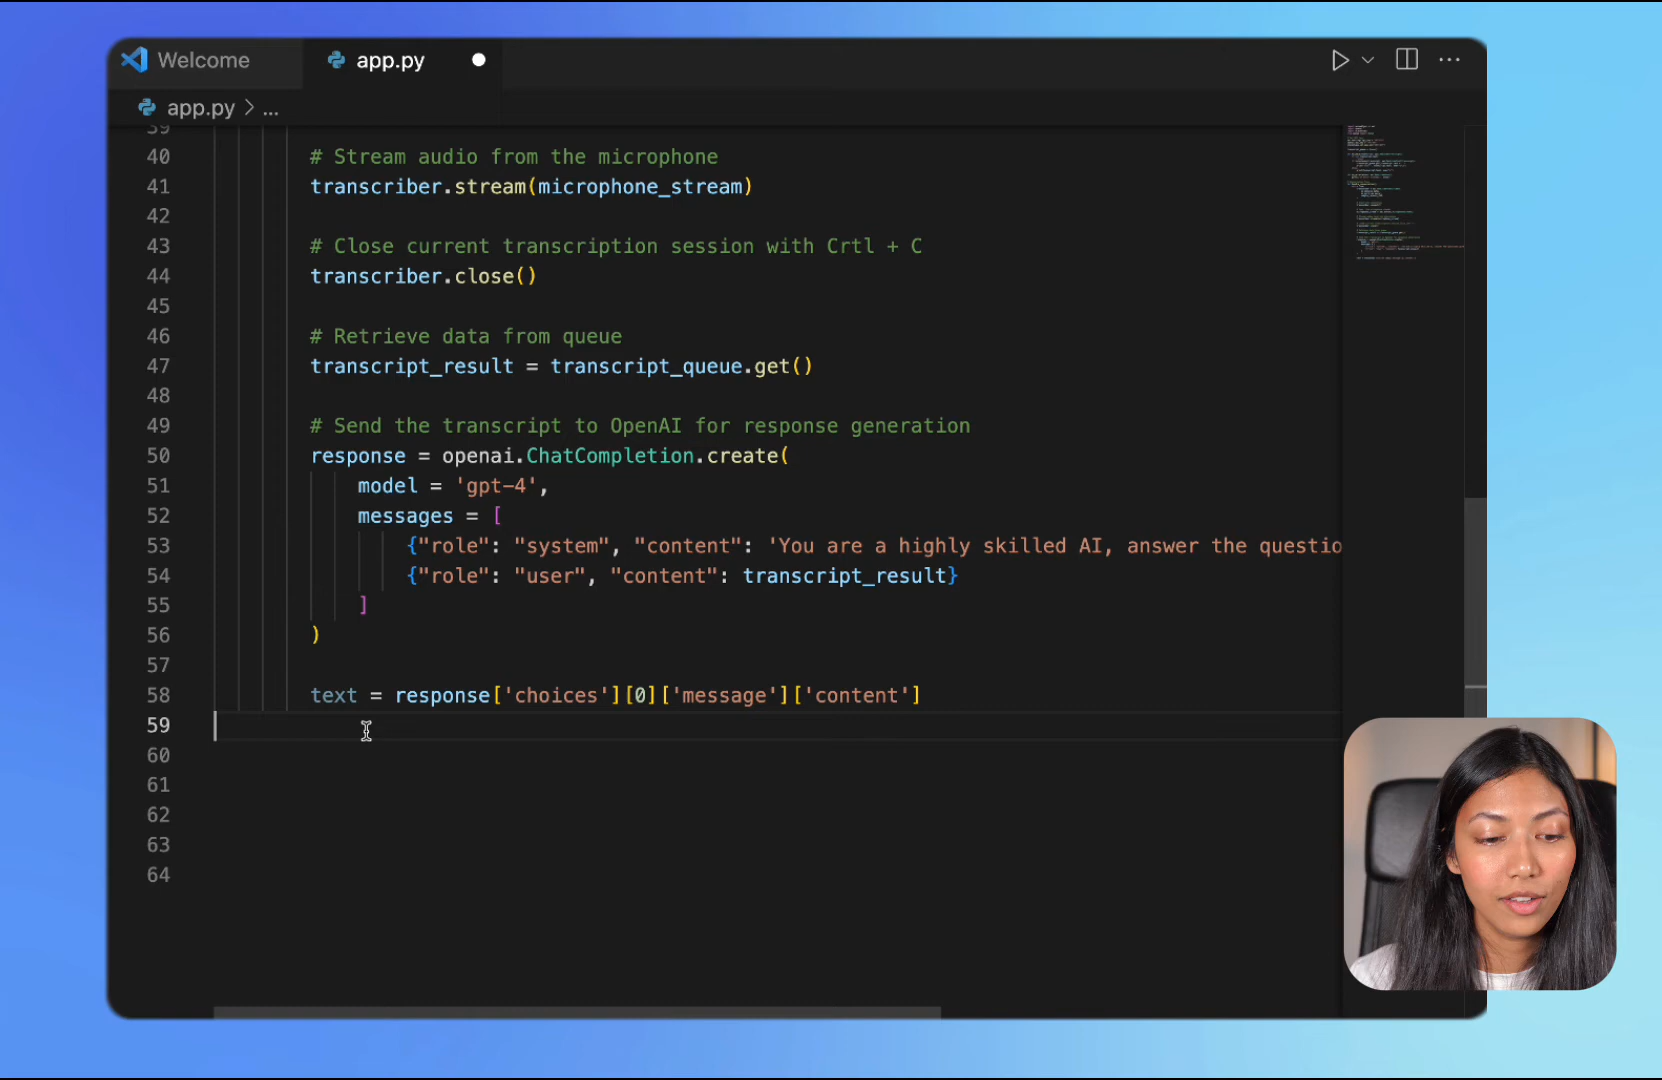 Welcome
app.py
app.py > ...
39
40 # Stream audio from the microphone
41 transcriber.stream(microphone_stream)
42
43 # Close current transcription session with Crtl + C
44 transcriber.close()
45
46 # Retrieve data from queue
47 transcript_result = transcript_queue.get()
48
49 # Send the transcript to OpenAI for response generation
50 response = openai.ChatCompletion.create(
51 model = 'gpt-4',
52 messages = [
53 {"role": "system", "content": 'You are a highly skilled AI, answer the questio
54 {"role": "user", "content": transcript_result}
55 ]
56 )
57
58 text = response['choices'][0]['message']['content']
59
60
61
62
63
64